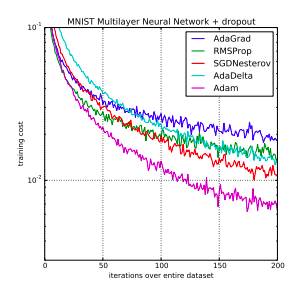 MNIST Multilayer Neural Network + dropout
10^-1
AdaGrad
RMSProp
SGDNesterov
AdaDelta
Adam
training cost
10^-2
0
50
100
150
200
iterations over entire dataset